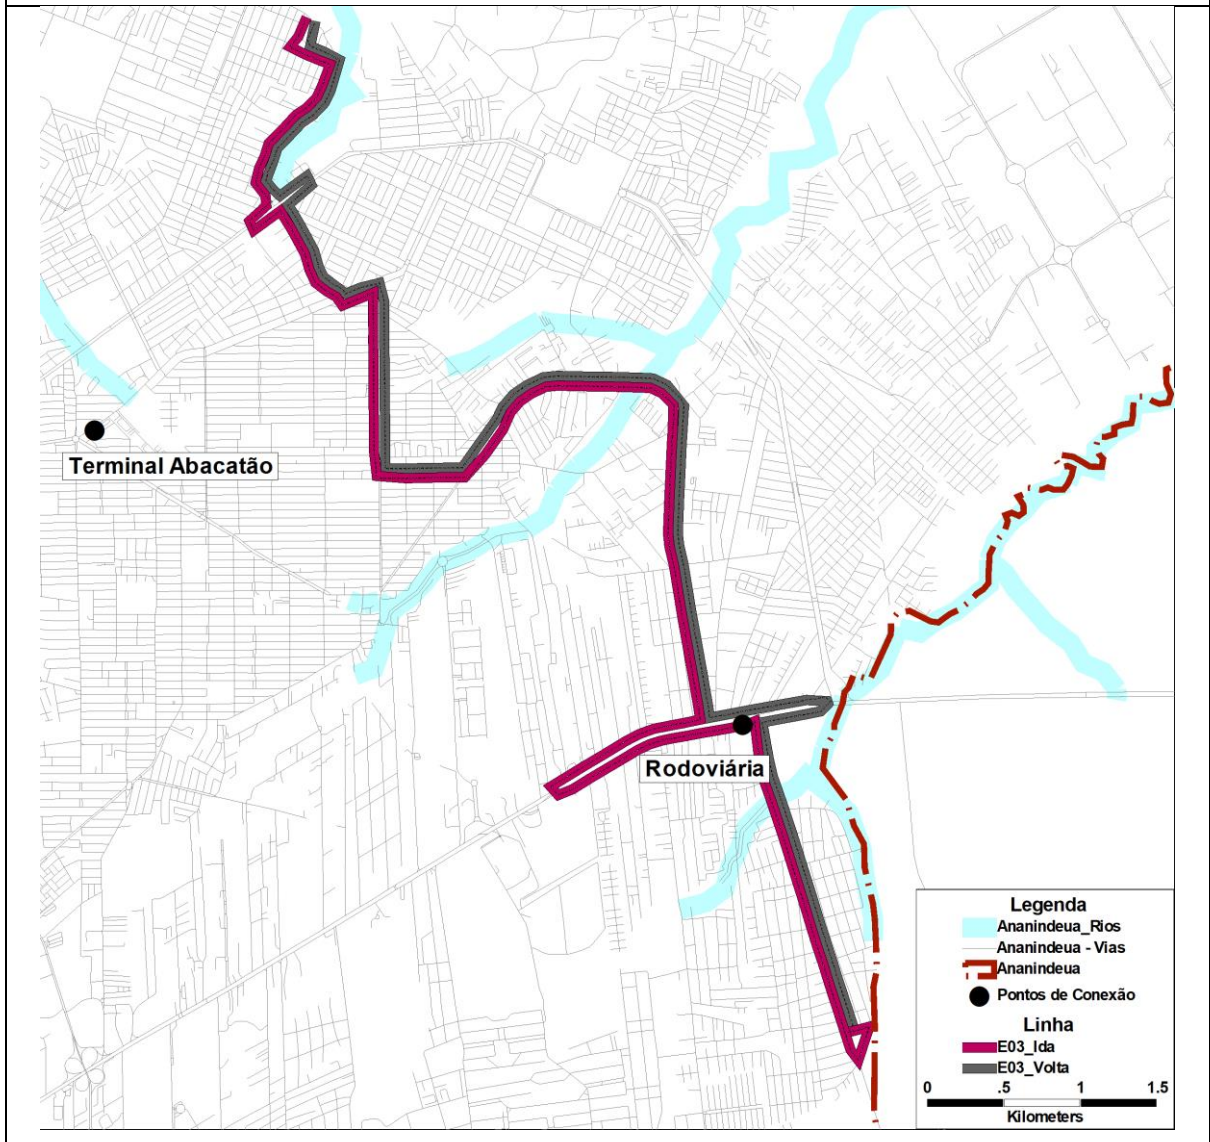 Terminal Abacatão
Rodoviária
Legenda
Ananindeua_Rios
Ananindeua - Vias
Ananindeua
Pontos de Conexão
Linha
E03_Ida
E03_Volta
0 .5 1 1.5
Kilometers